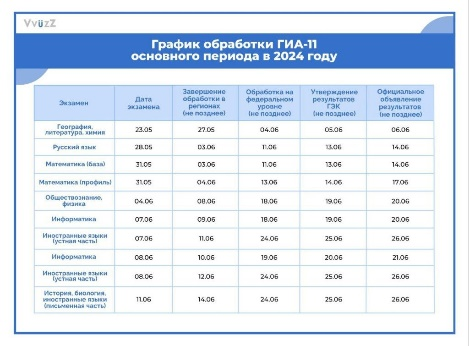 VvüzZ
График обработки ГИА-11
основного периода в 2024 году
Экзамен
Дата
экзамена
Завершение
обработки в
регионах
(не позднее)
Обработка на
федеральном
уровне (не
позднее)
Утверждение
результатов
ГЭК
(не позднее)
Официальное
объявление
результатов
(не позднее)
География,
литература, химия
23.05
27.05
04.06
05.06
06.06
Русский язык
28.05
03.06
11.06
13.06
14.06
Математика (база)
31.05
03.06
11.06
13.06
14.06
Математика (профиль)
31.05
04.06
13.06
14.06
17.06
Обществознание,
физика
04.06
08.06
18.06
19.06
20.06
Информатика
07.06
09.06
18.06
19.06
20.06
Иностранные языки
(устная часть)
07.06
11.06
24.06
25.06
26.06
Информатика
08.06
10.06
19.06
20.06
21.06
Иностранные языки
(устная часть)
08.06
12.06
24.06
25.06
26.06
История, биология,
иностранные языки
(письменная часть)
11.06
14.06
24.06
25.06
26.06